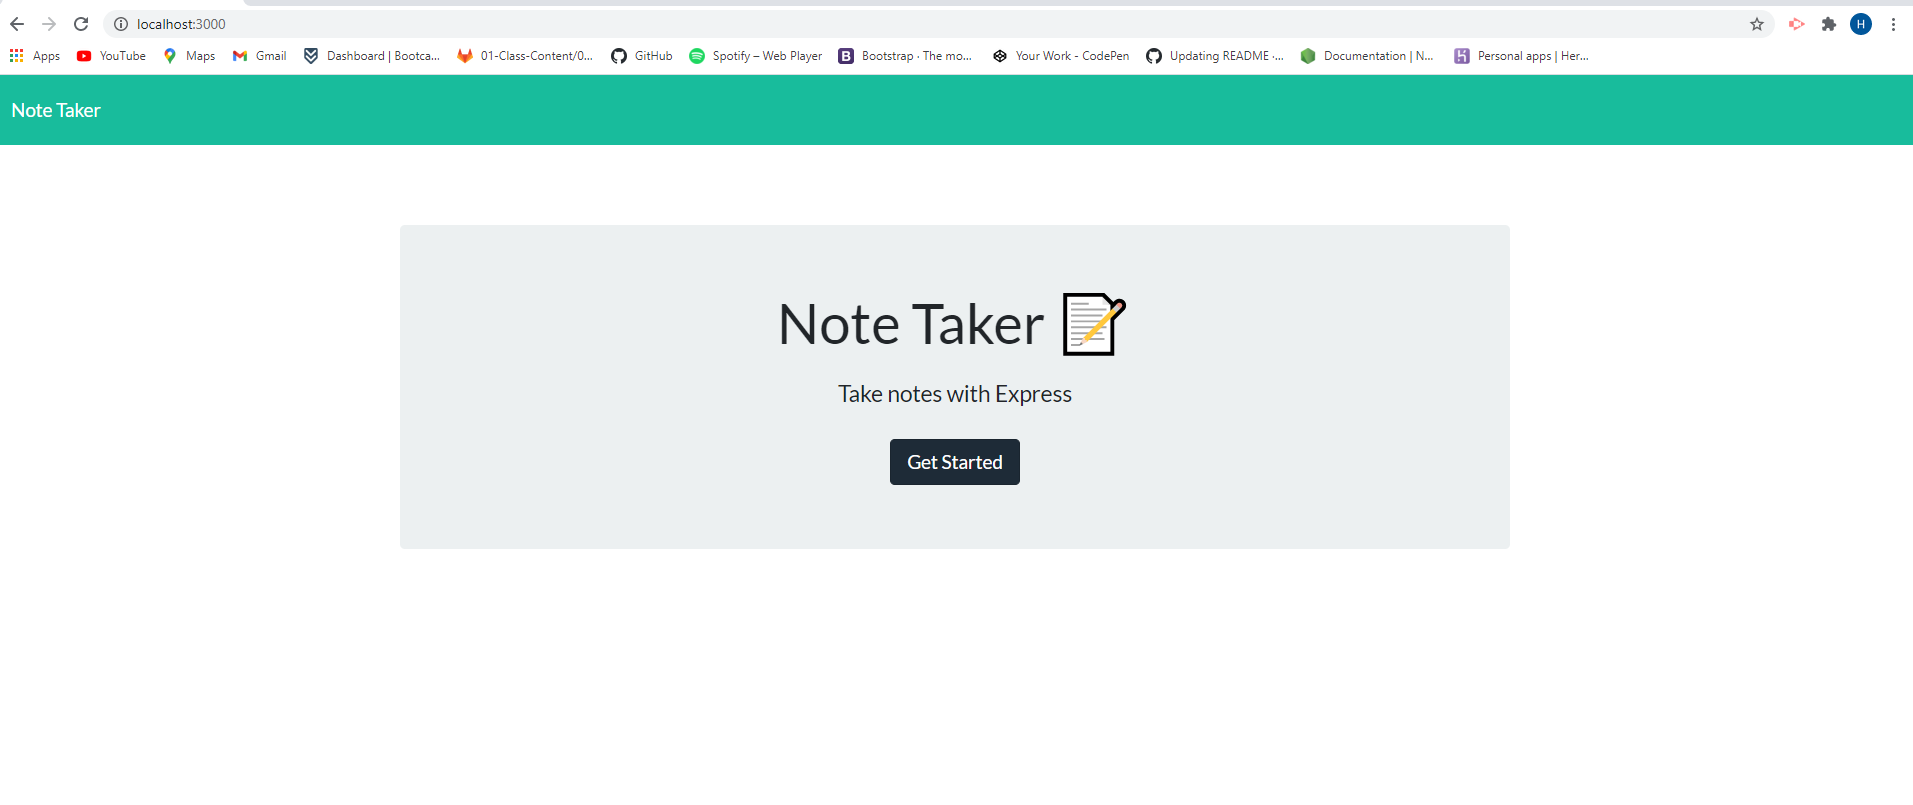 localhost:3000
Apps YouTube Maps Gmail Dashboard | Bootca... 01-Class-Content/0... GitHub Spotify – Web Player Bootstrap · The mo... Your Work - CodePen Updating README ·... Documentation | N... Personal apps | Her...
H
Note Taker
Note Taker
Take notes with Express
Get Started